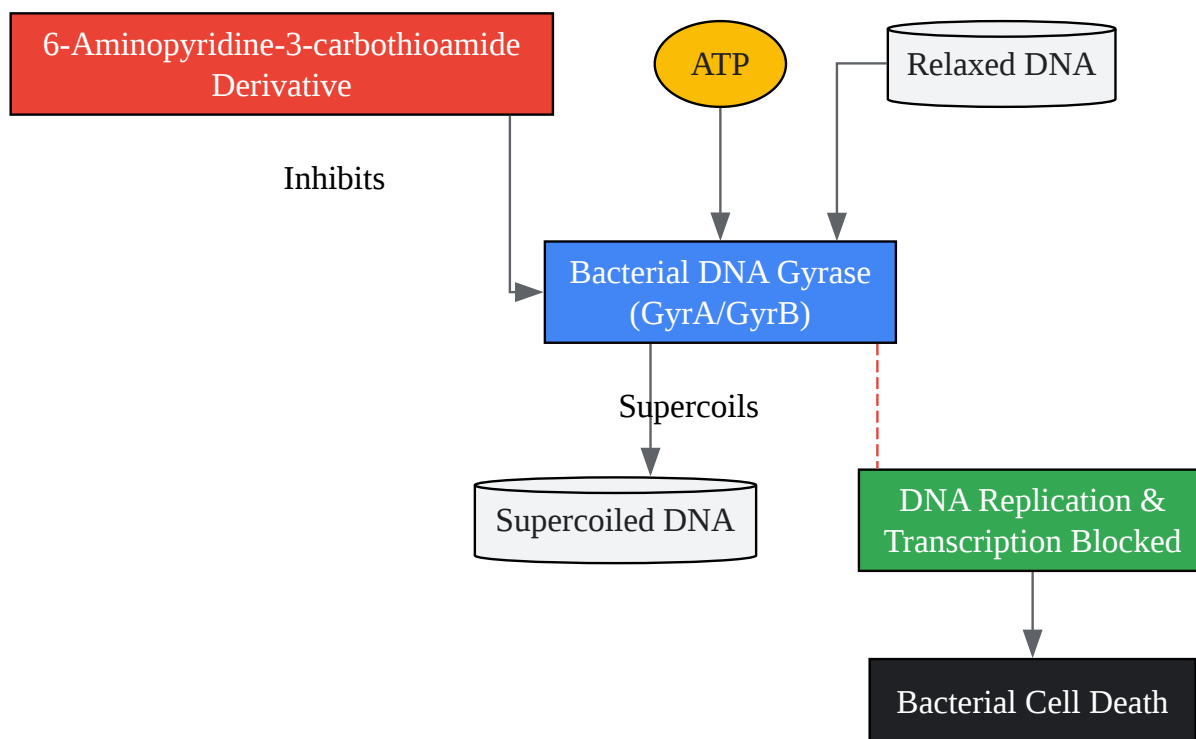 6-Aminopyridine-3-carbothioamide
Derivative
ATP
Relaxed DNA
Inhibits
Bacterial DNA Gyrase
(GyrA/GyrB)
Supercoils
Supercoiled DNA
DNA Replication &
Transcription Blocked
Bacterial Cell Death